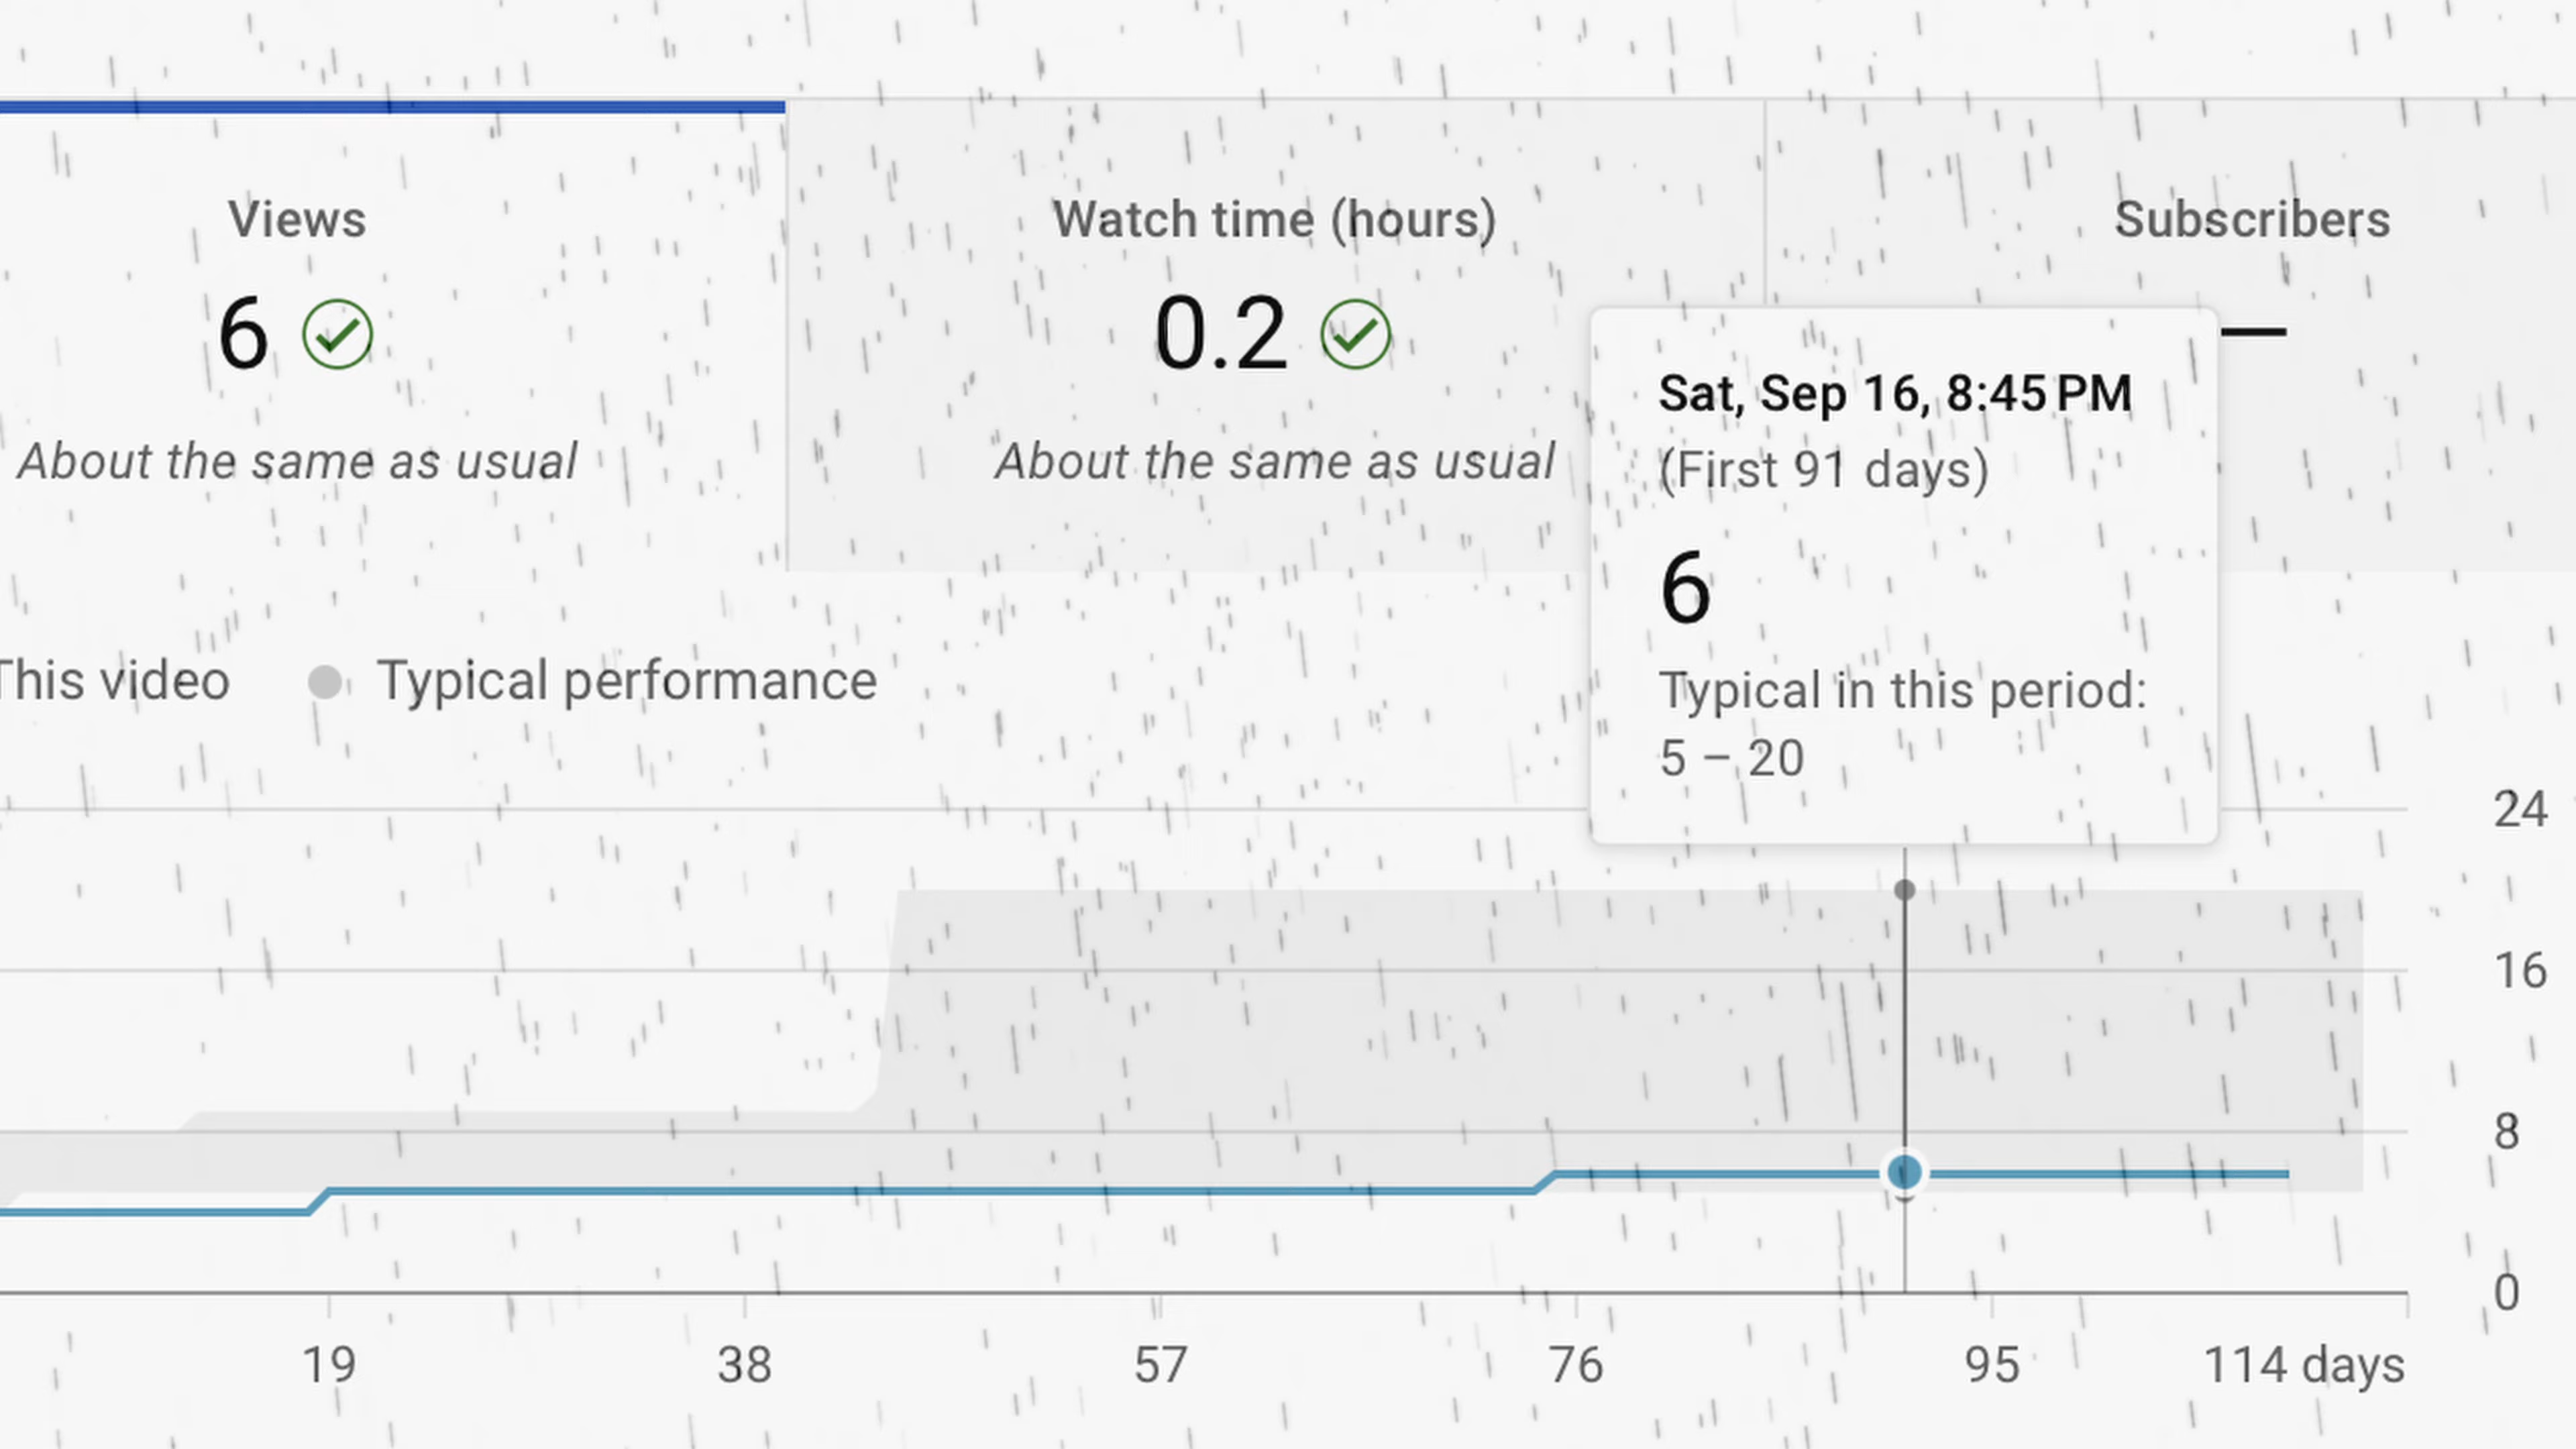 Views
Watch time (hours)
Subscribers
6
0.2
—
About the same as usual
About the same as usual
Sat, Sep 16, 8:45 PM
(First 91 days)
6
Typical in this period:
5 – 20
This video
Typical performance
24
16
8
0
19
38
57
76
95
114 days